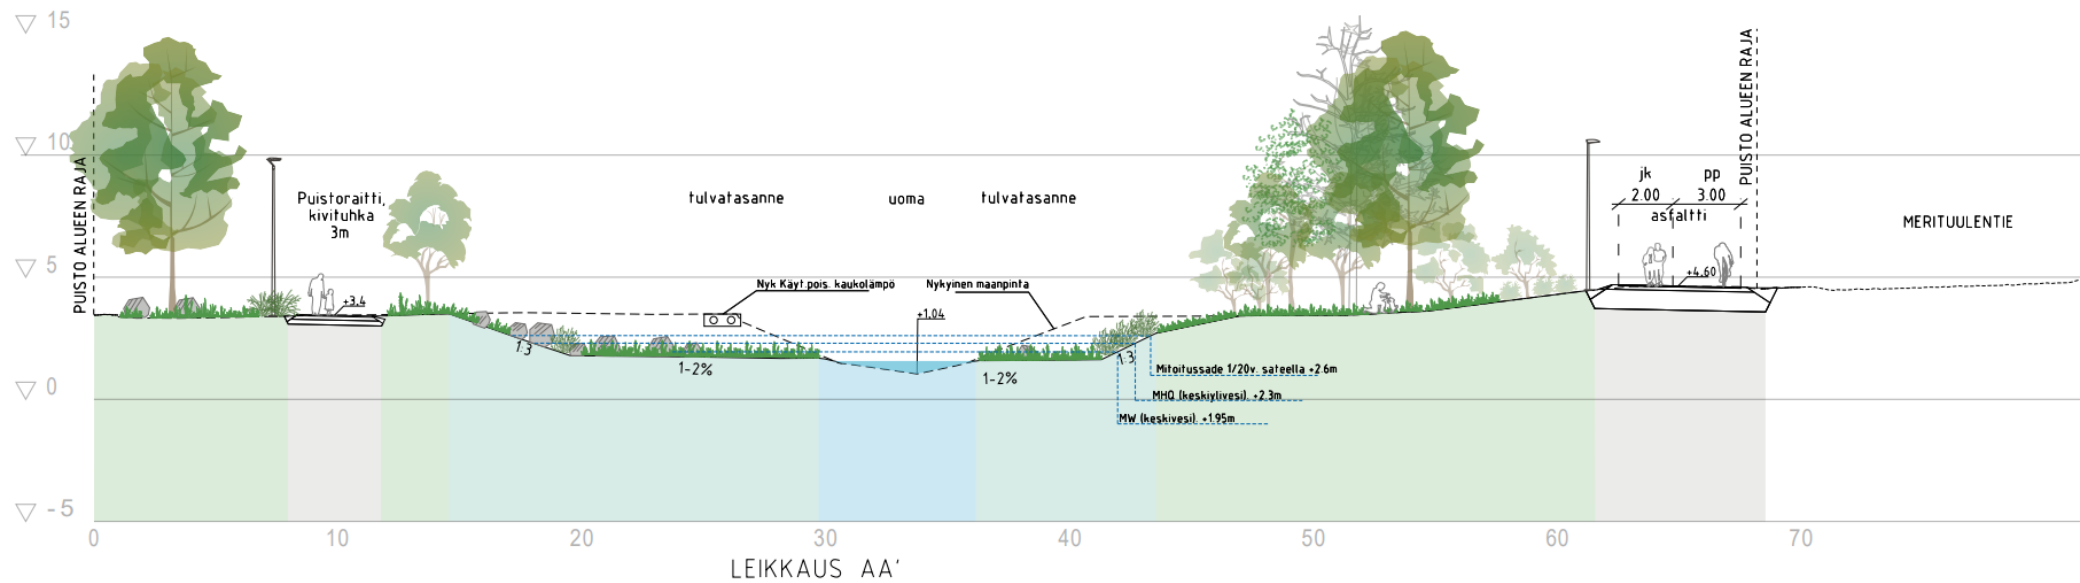 15
10
5
0
-5
PUISTO ALUEEN RAJA
Puistoraitti,
kivituhka
3m
+3.4
tulvatasanne
uoma
tulvatasanne
Nyk Käyt.pois. kaukolämpö
Nykyinen maanpinta
+1.04
1:3
1-2%
1-2%
1:3
Mitoitussade 1/20v. sateella +2.6m
MHQ (keskiylivesi). +2.3m
MW (keskivesi). +1.95m
jk
pp
2.00
3.00
asfaltti
+4.60
PUISTO ALUEEN RAJA
MERITUULENTIE
0
10
20
30
40
50
60
70
LEIKKAUS AA'